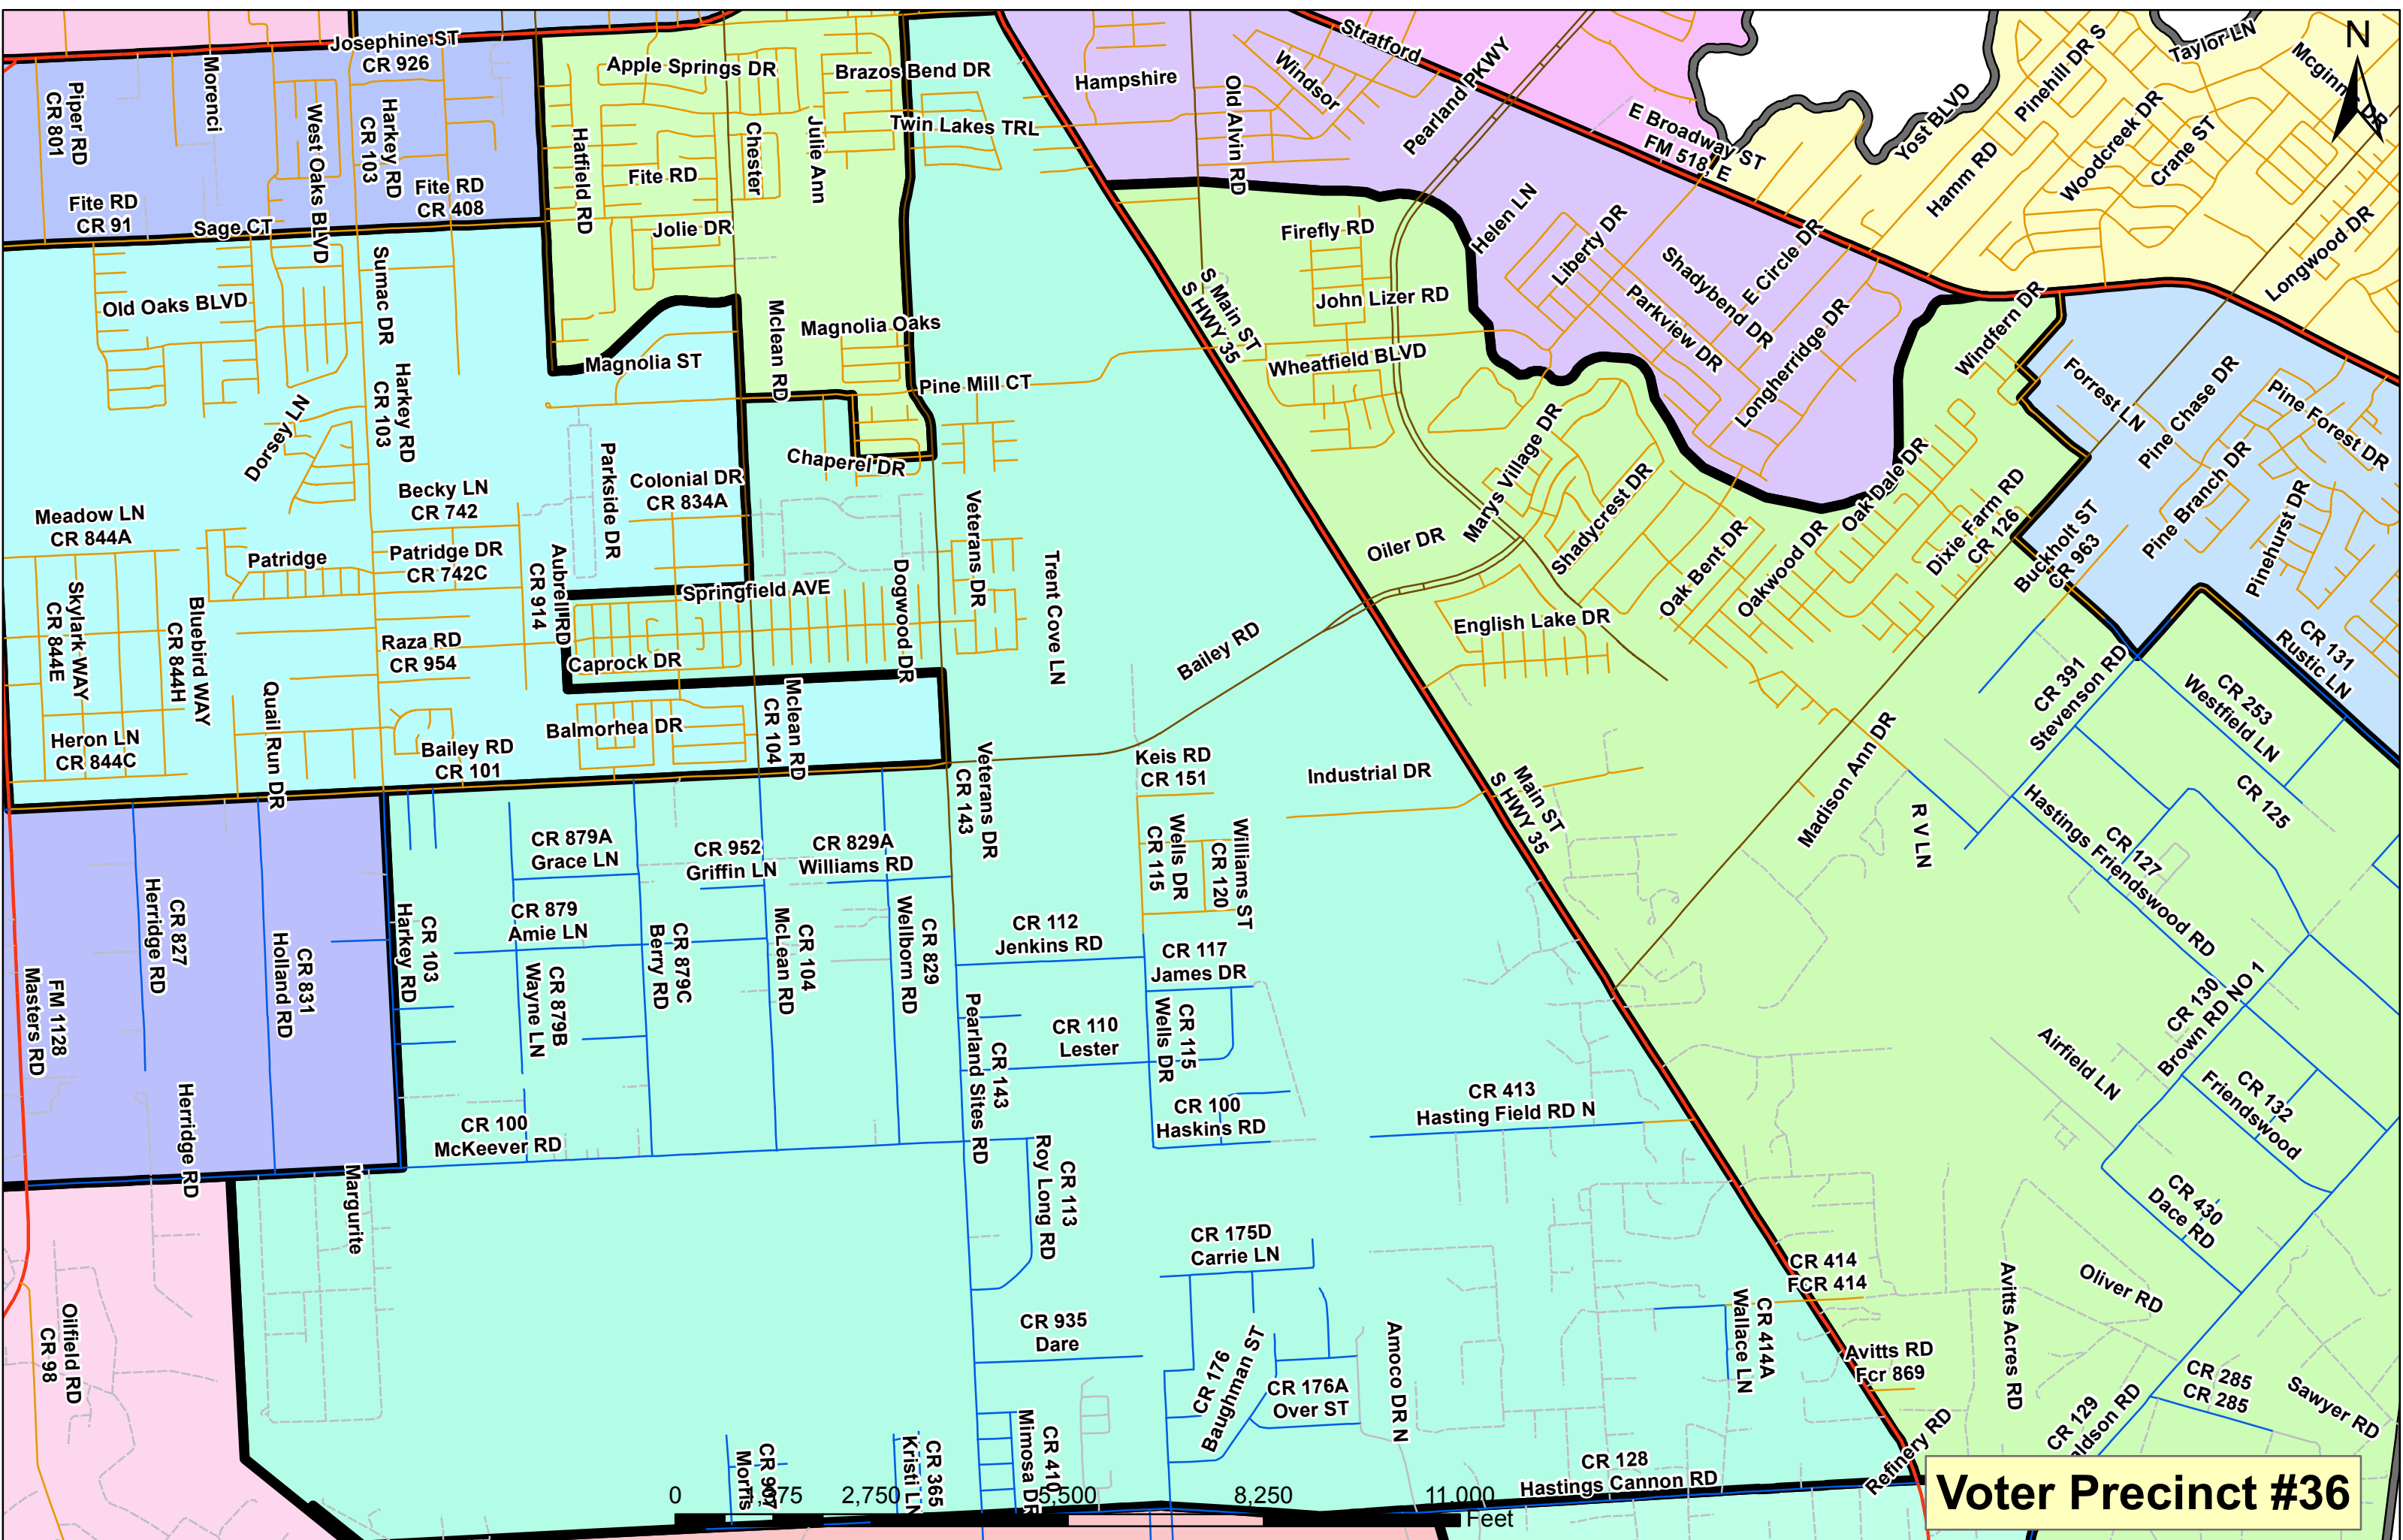 Josephine ST
CR 926
Piper RD
CR 801
Morenci
West Oaks BLVD
Harkey RD
CR 103
Fite RD
CR 91
Sage CT
Fite RD
CR 408
Apple Springs DR
Brazos Bend DR
Hatfield RD
Chester
Julie Ann
Twin Lakes TRL
Fite RD
Jolie DR
Hampshire
Old Alvin RD
Windsor
Stratford
Pearland PKWY
E Broadway ST
FM 518, E
Yost BLVD
Hamm RD
Pinehill DR S
Taylor LN
N
Woodcreek DR
Crane ST
Longwood DR
Old Oaks BLVD
Sumac DR
Dorsey LN
Harkey RD
CR 103
Magnolia ST
Mclean RD
Magnolia Oaks
Pine Mill CT
Chaperel DR
S Main ST
S HWY 35
Firefly RD
John Lizer RD
Wheatfield BLVD
Helen LN
Liberty DR
Shadybend DR
E Circle DR
Parkview DR
Longherridge DR
Windfern DR
Forrest LN
Pine Chase DR
Pine Forest DR
Pine Branch DR
Pinehurst DR
Meadow LN
CR 844A
Patridge
Becky LN
CR 742
Patridge DR
CR 742C
Parkside DR
Colonial DR
CR 834A
Springfield AVE
Aubrell RD
CR 914
Dogwood DR
Veterans DR
Trent Cove LN
Oiler DR
Marys Village DR
Shadycrest DR
Oak Bent DR
Oakwood DR
Oak Dale DR
Dixie Farm RD
CR 126
Buckholt ST
CR 963
Skylark WAY
CR 844E
Bluebird WAY
CR 844H
Raza RD
CR 954
Caprock DR
Bailey RD
English Lake DR
CR 391
Stevenson RD
CR 253
Westfield LN
CR 131
Rustic LN
Heron LN
CR 844C
Quail Run DR
Bailey RD
CR 101
Balmorhea DR
Mclean RD
CR 104
Veterans DR
CR 143
Keis RD
CR 151
Industrial DR
Main ST
S HWY 35
Madison Ann DR
R V LN
CR 125
CR 127
Hastings Friendswood RD
CR 879A
Grace LN
CR 952
Griffin LN
CR 829A
Williams RD
Wells DR
CR 115
Williams ST
CR 120
CR 827
Herridge RD
CR 831
Holland RD
CR 103
Harkey RD
CR 879
Amie LN
CR 879B
Wayne LN
CR 879C
Berry RD
CR 104
McLean RD
CR 829
Wellborn RD
CR 112
Jenkins RD
CR 117
James DR
FM 1128
Masters RD
CR 143
Pearland Sites RD
CR 110
Lester
CR 115
Wells DR
CR 130
Brown RD NO 1
Airfield LN
CR 132
Friendswood
Herridge RD
CR 100
McKeever RD
CR 100
Haskins RD
CR 413
Hasting Field RD N
Margurite
CR 113
Roy Long RD
CR 175D
Carrie LN
CR 430
Dace RD
CR 414
FCR 414
Oliver RD
Avitts Acres RD
Oilfield RD
CR 98
CR 935
Dare
CR 176
Baughman ST
CR 176A
Over ST
Amoco DR N
CR 414A
Wallace LN
Avitts RD
Fcr 869
CR 285
CR 285
Sawyer RD
CR 129
Refinery RD
CR 907
Morris
CR 365
Kristi LN
CR 410
Mimosa DR
CR 128
Hastings Cannon RD
0 2,750 5,500 8,250 11,000
Feet
Voter Precinct #36